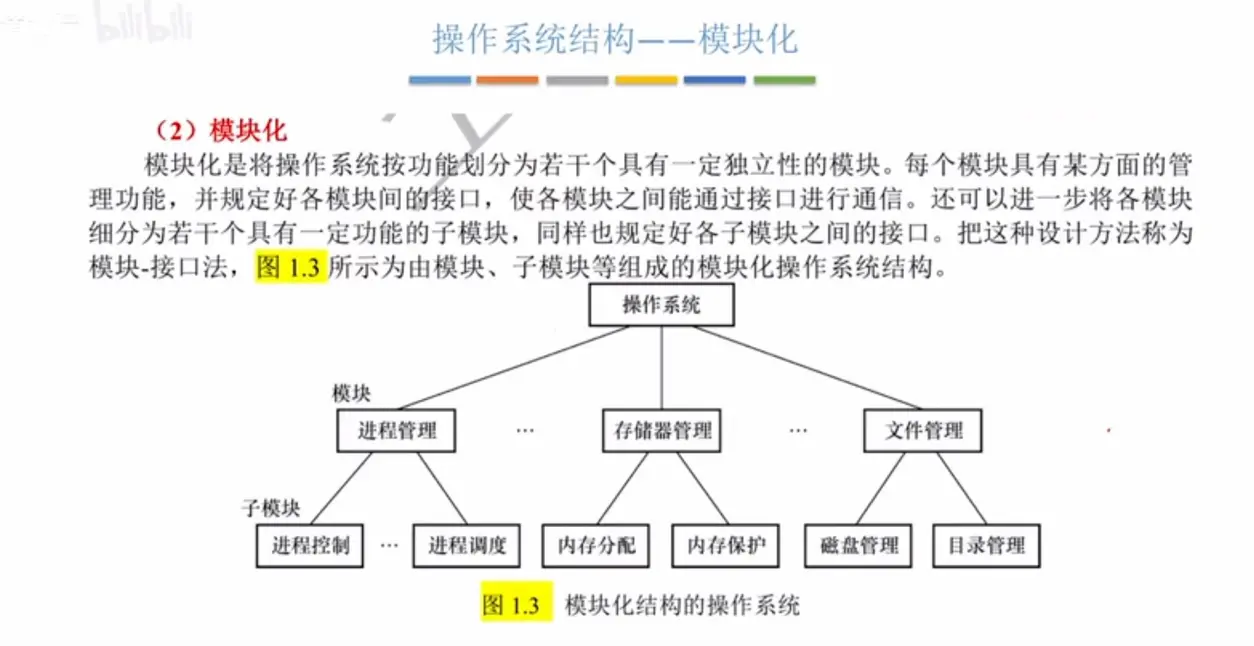 bilibili
操作系统结构——模块化
（2）模块化
模块化是将操作系统按功能划分为若干个具有一定独立性的模块。每个模块具有某方面的管
理功能，并规定好各模块间的接口，使各模块之间能通过接口进行通信。还可以进一步将各模块
细分为若干个具有一定功能的子模块，同样也规定好各子模块之间的接口。把这种设计方法称为
模块-接口法，图 1.3 所示为由模块、子模块等组成的模块化操作系统结构。
操作系统
模块
进程管理 … 存储器管理 … 文件管理
子模块
进程控制 … 进程调度 内存分配 内存保护 磁盘管理 目录管理
图 1.3 模块化结构的操作系统